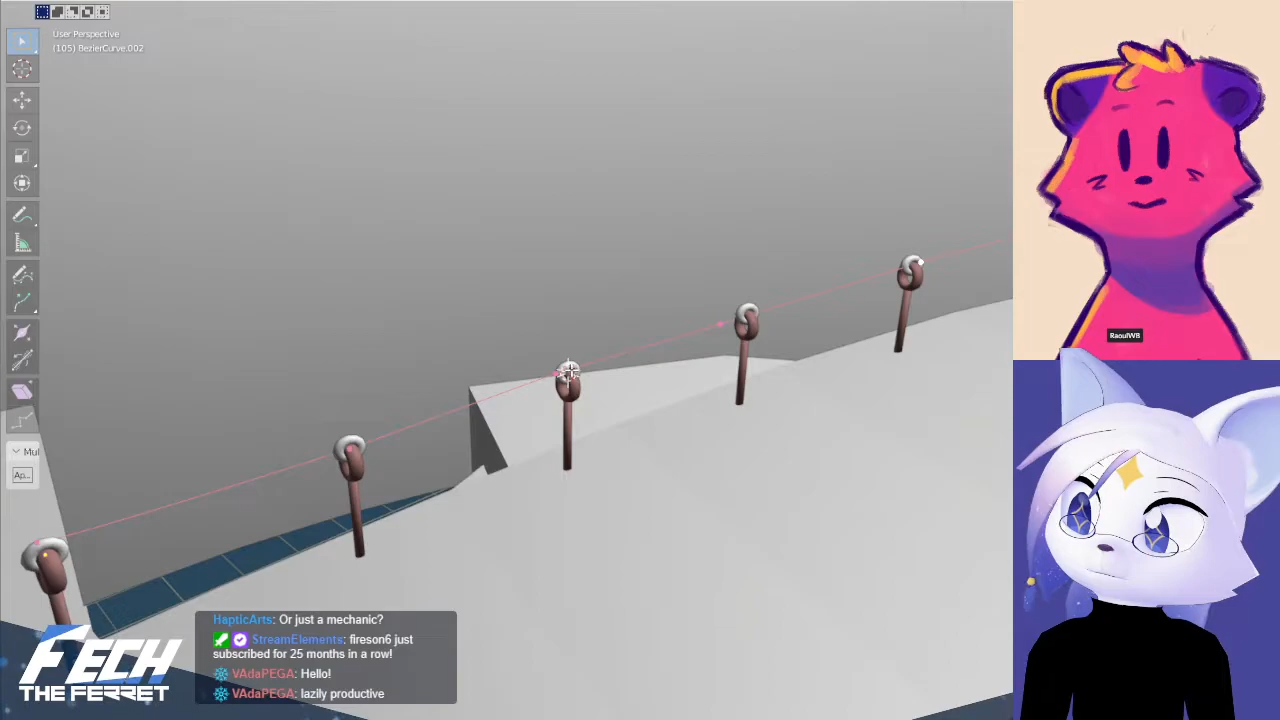 User Perspective
(105) BezierCurve.002
Mul
Ap...
RaoulWB
HapticArts: Or just a mechanic?
StreamElements: fireson6 just
subscribed for 25 months in a row!
VAdaPEGA: Hello!
VAdaPEGA: lazily productive
FECH
THE FERRET